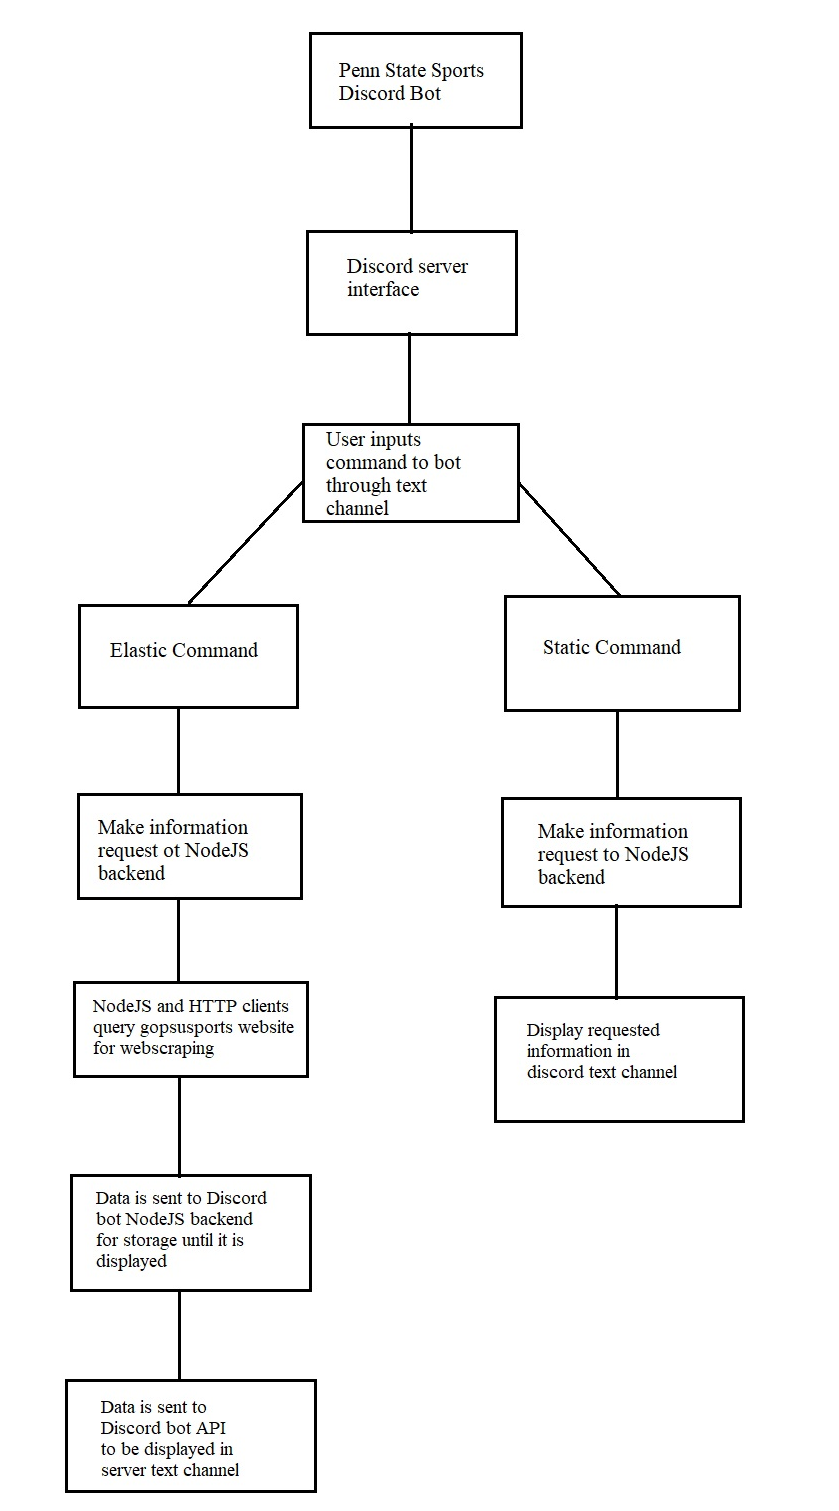 Penn State Sports
Discord Bot
Discord server
interface
User inputs
command to bot
through text
channel
Elastic Command
Static Command
Make information
request ot NodeJS
backend
Make information
request to NodeJS
backend
NodeJS and HTTP clients
query gopsusports website
for webscraping
Display requested
information in
discord text channel
Data is sent to Discord
bot NodeJS backend
for storage until it is
displayed
Data is sent to
Discord bot API
to be displayed in
server text channel